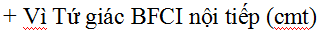 + Vì Tứ giác BFCI nội tiếp (cmt)